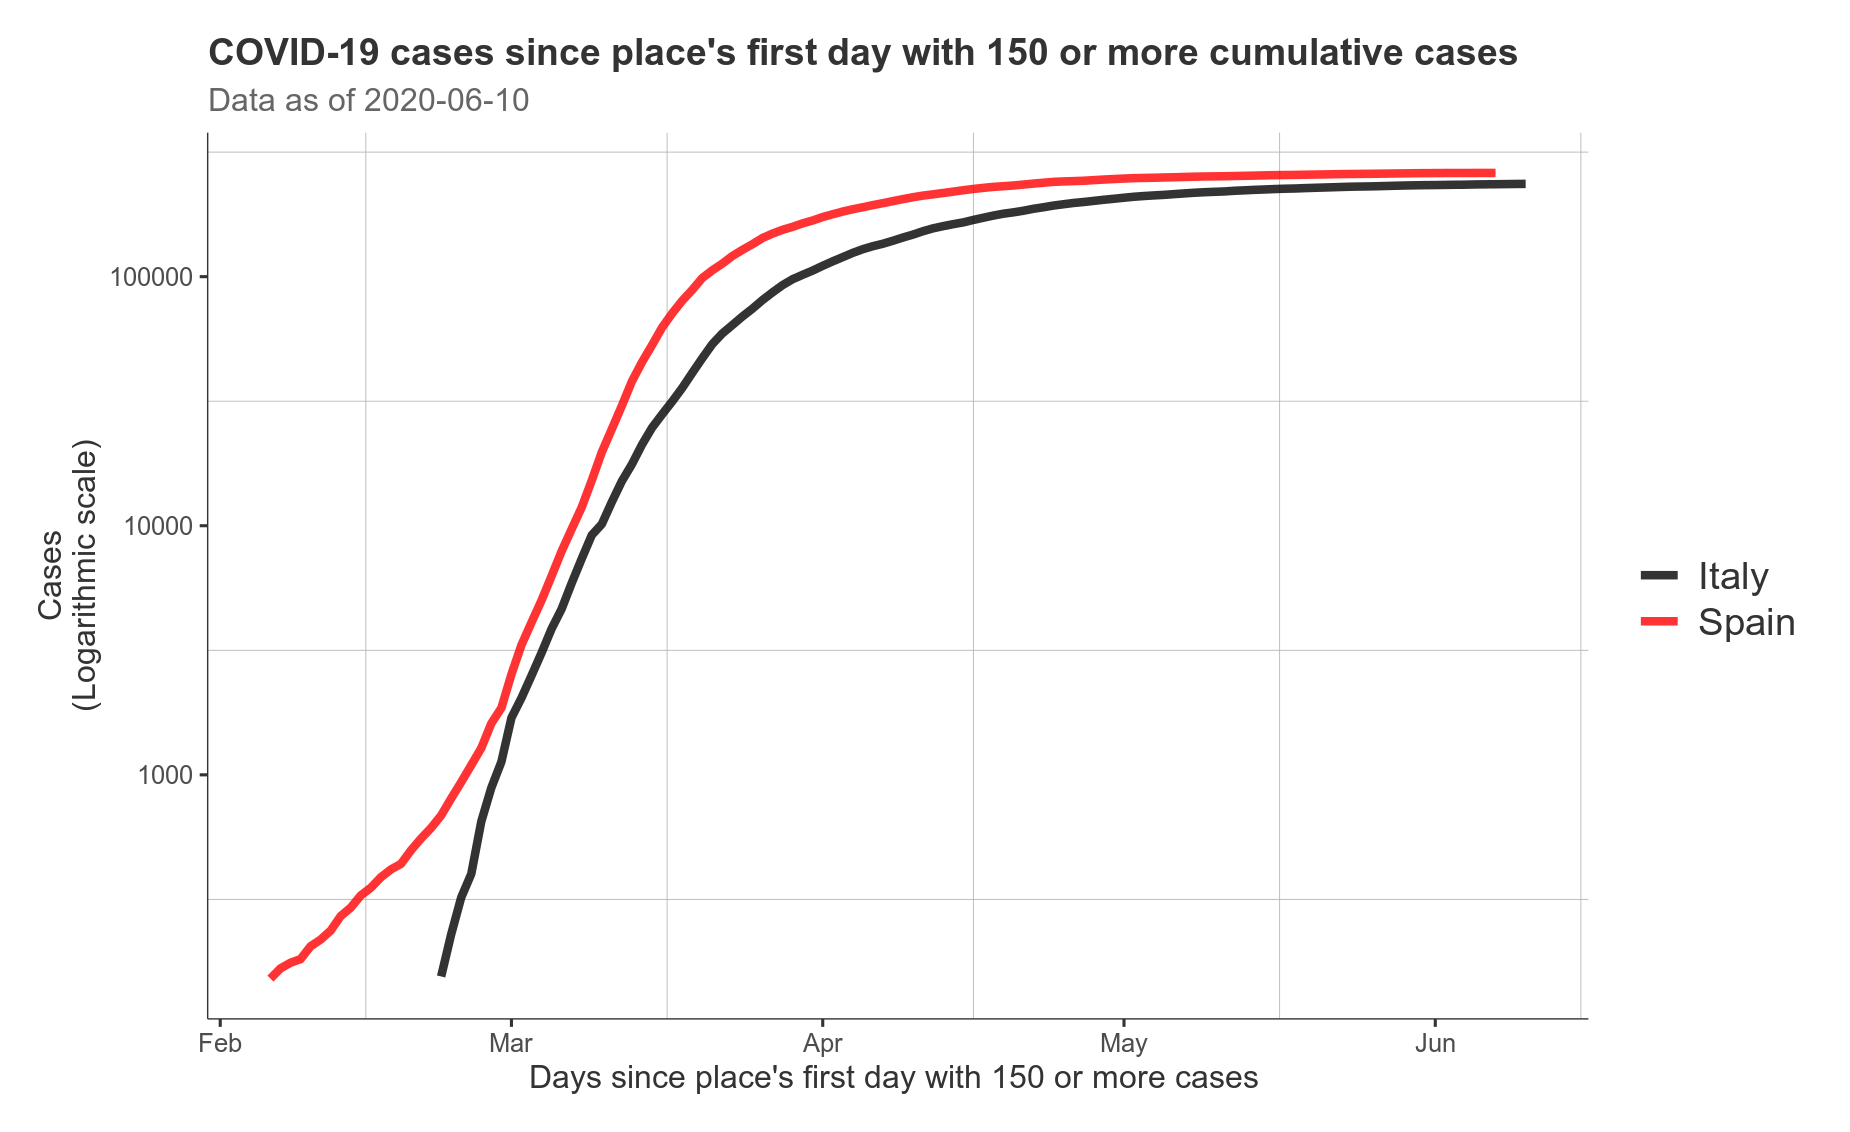 COVID-19 cases since place's first day with 150 or more cumulative cases
Data as of 2020-06-10
100000
10000
1000
Cases
(Logarithmic scale)
Feb
Mar
Apr
May
Jun
Days since place's first day with 150 or more cases
Italy
Spain